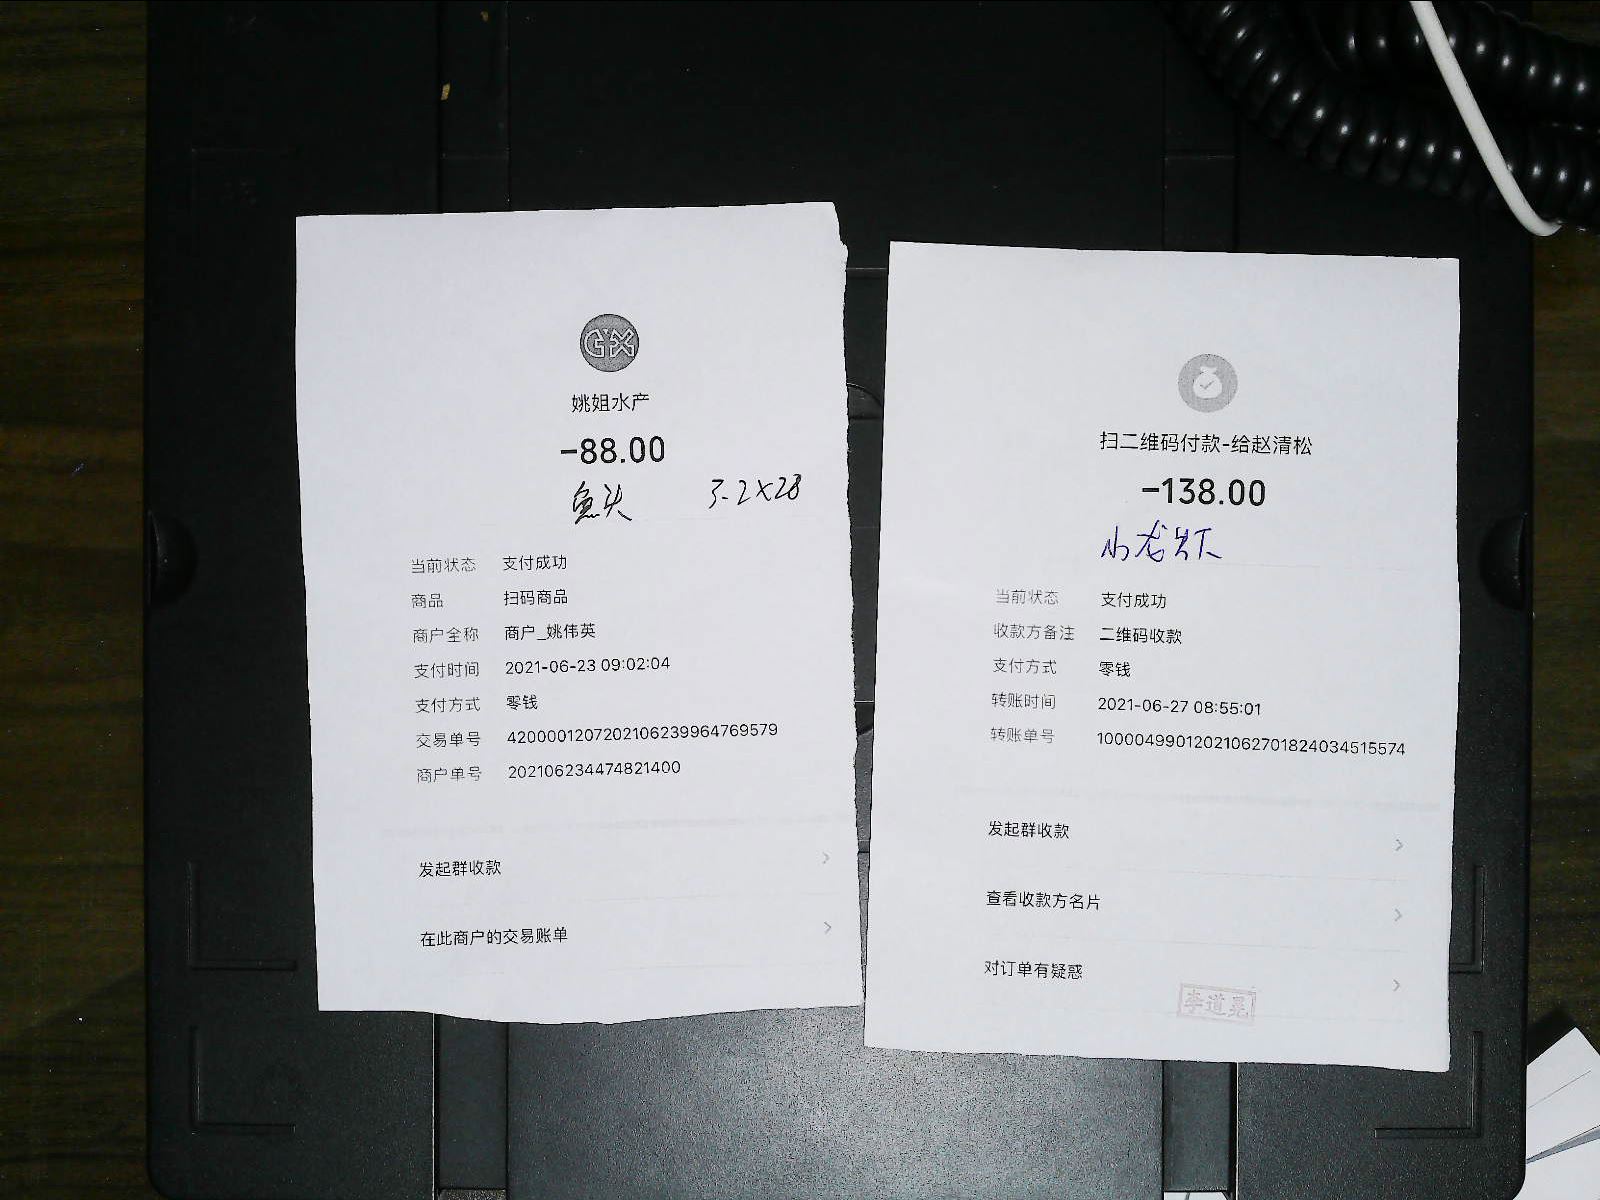 GX
姚姐水产
-88.00
鱼头 3.2×28
当前状态 支付成功
商品 扫码商品
商户全称 商户_姚伟英
支付时间 2021-06-23 09:02:04
支付方式 零钱
交易单号 4200001207202106239964769579
商户单号 202106234474821400
发起群收款
在此商户的交易账单
扫二维码付款-给赵清松
-138.00
小龙虾
当前状态 支付成功
收款方备注 二维码收款
支付方式 零钱
转账时间 2021-06-27 08:55:01
转账单号 1000049901202106270182403451‌5574
发起群收款
查看收款方名片
对订单有疑惑
李道晃